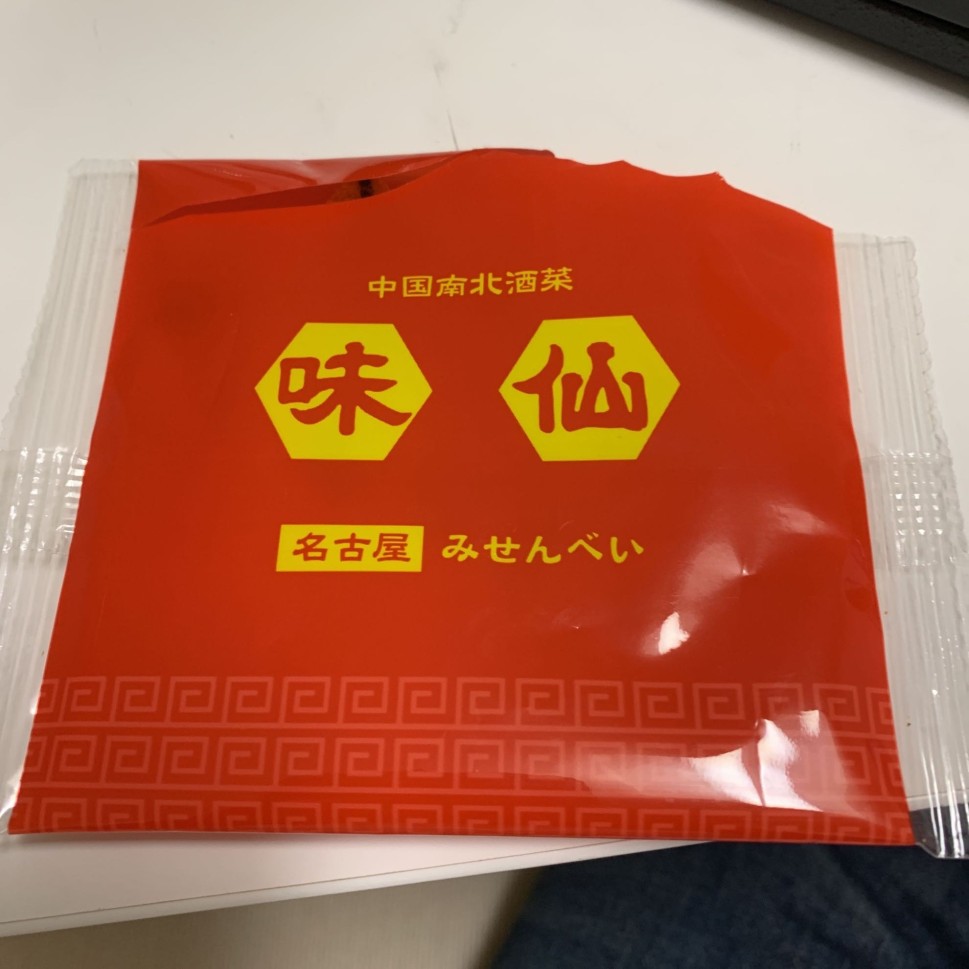 中国南北酒菜
味仙
名古屋 みせんべい